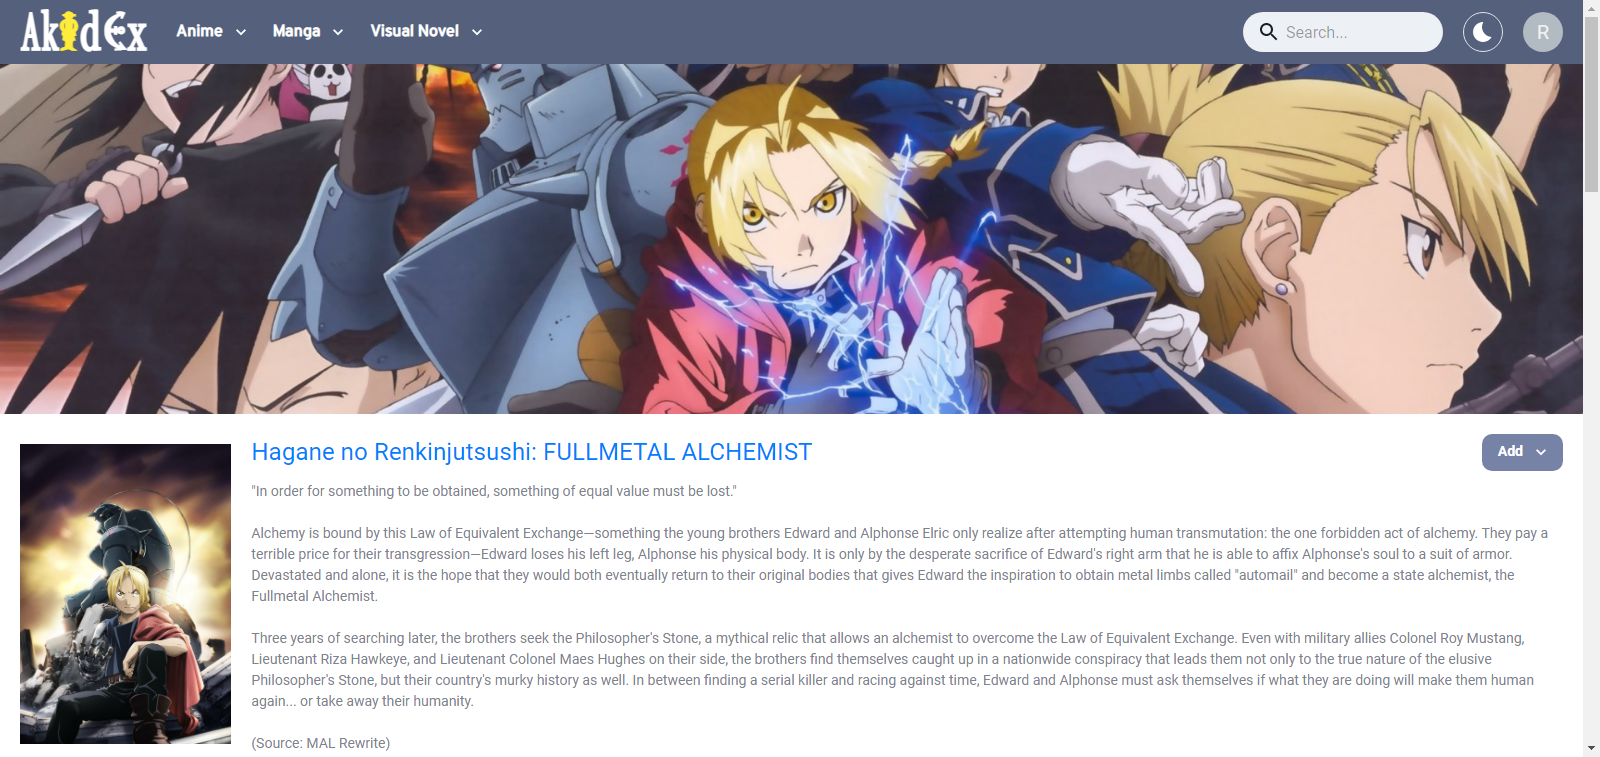 AkidEx Anime Manga Visual Novel Search... R
Hagane no Renkinjutsushi: FULLMETAL ALCHEMIST Add
"In order for something to be obtained, something of equal value must be lost."
Alchemy is bound by this Law of Equivalent Exchange—something the young brothers Edward and Alphonse Elric only realize after attempting human transmutation: the one forbidden act of alchemy. They pay a
terrible price for their transgression—Edward loses his left leg, Alphonse his physical body. It is only by the desperate sacrifice of Edward's right arm that he is able to affix Alphonse's soul to a suit of armor.
Devastated and alone, it is the hope that they would both eventually return to their original bodies that gives Edward the inspiration to obtain metal limbs called "automail" and become a state alchemist, the
Fullmetal Alchemist.
Three years of searching later, the brothers seek the Philosopher's Stone, a mythical relic that allows an alchemist to overcome the Law of Equivalent Exchange. Even with military allies Colonel Roy Mustang,
Lieutenant Riza Hawkeye, and Lieutenant Colonel Maes Hughes on their side, the brothers find themselves caught up in a nationwide conspiracy that leads them not only to the true nature of the elusive
Philosopher's Stone, but their country's murky history as well. In between finding a serial killer and racing against time, Edward and Alphonse must ask themselves if what they are doing will make them human
again... or take away their humanity.
(Source: MAL Rewrite)